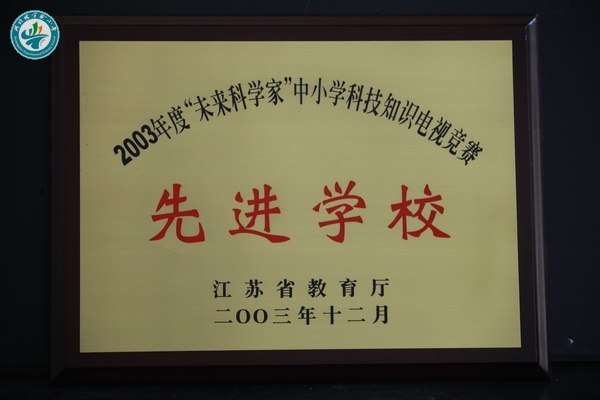 2003年度“未来科学家”中小学科技知识电视竞赛
先进学校
江苏省教育厅
二〇〇三年十二月